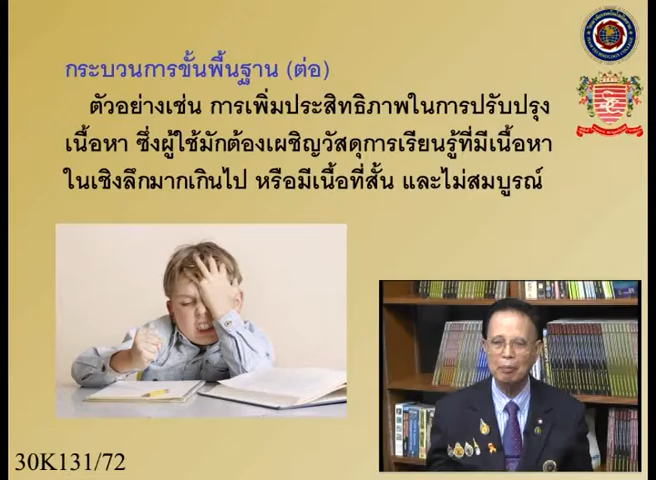 กระบวนการขั้นพื้นฐาน (ต่อ)
ตัวอย่างเช่น การเพิ่มประสิทธิภาพในการปรับปรุง
เนื้อหา ซึ่งผู้ใช้มักต้องเผชิญวัสดุการเรียนรู้ที่มีเนื้อหา
ในเชิงลึกมากเกินไป หรือมีเนื้อที่สั้น และไม่สมบูรณ์
30K131/72